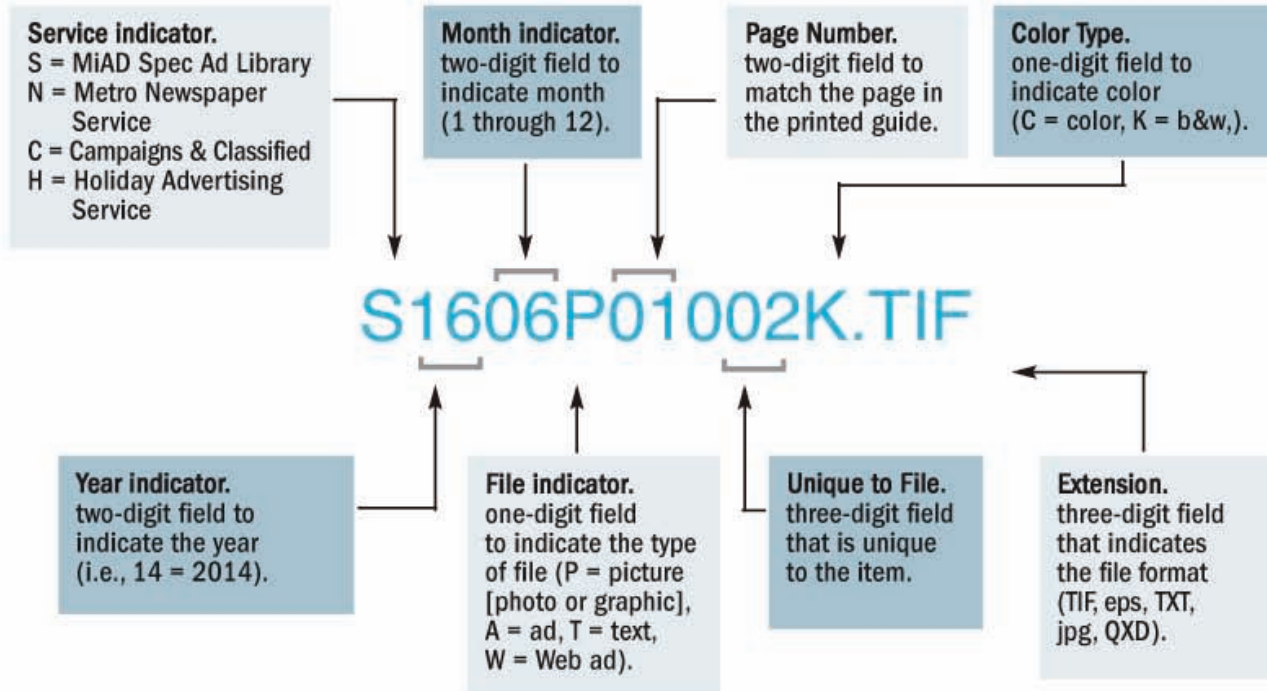 Service indicator.
S = MiAD Spec Ad Library
N = Metro Newspaper
Service
C = Campaigns & Classified
H = Holiday Advertising
Service
Month indicator.
two-digit field to
indicate month
(1 through 12).
Page Number.
two-digit field to
match the page in
the printed guide.
Color Type.
one-digit field to
indicate color
(C = color, K = b&w,).
S1606P01002K.TIF
Year indicator.
two-digit field to
indicate the year
(i.e., 14 = 2014).
File indicator.
one-digit field
to indicate the type
of file (P = picture
[photo or graphic],
A = ad, T = text,
W = Web ad).
Unique to File.
three-digit field
that is unique
to the item.
Extension.
three-digit field
that indicates
the file format
(TIF, eps, TXT,
jpg, QXD).